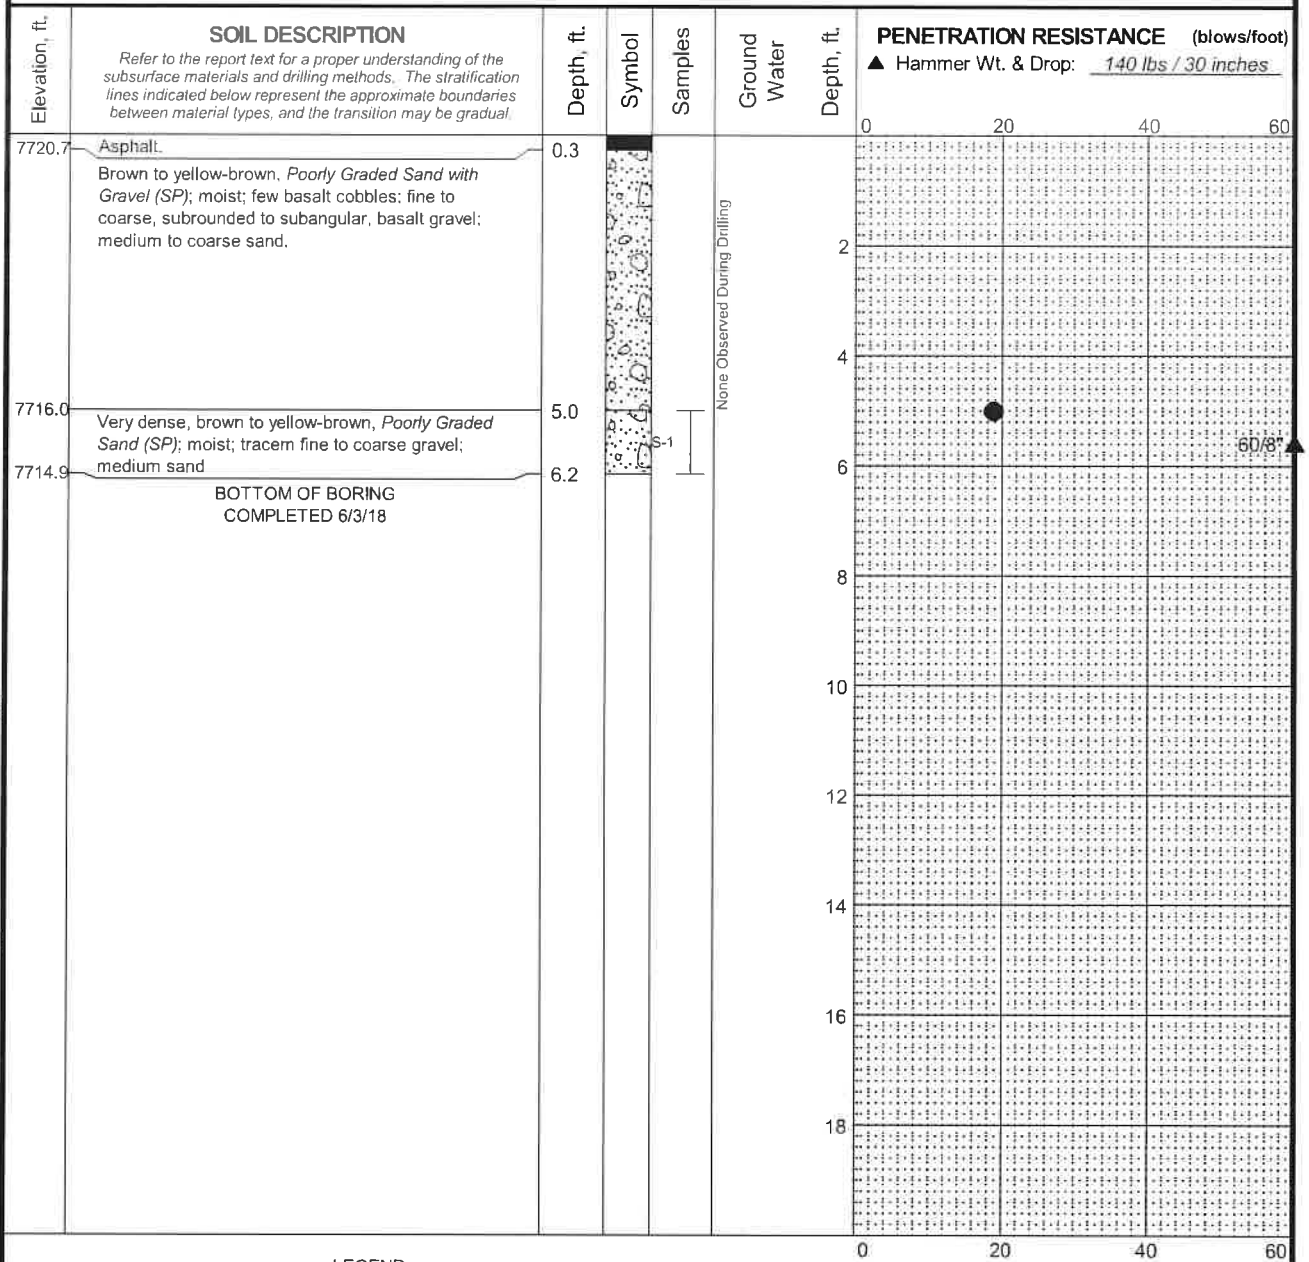 Elevation, ft.
SOIL DESCRIPTION
Refer to the report text for a proper understanding of the
subsurface materials and drilling methods. The stratification
lines indicated below represent the approximate boundaries
between material types, and the transition may be gradual.
Depth, ft.
Symbol
Samples
Ground
Water
Depth, ft.
PENETRATION RESISTANCE (blows/foot)
▲ Hammer Wt. & Drop: 140 lbs / 30 inches
0 20 40 60
7720.7 Asphalt. 0.3
Brown to yellow-brown, Poorly Graded Sand with
Gravel (SP); moist; few basalt cobbles; fine to
coarse, subrounded to subangular, basalt gravel;
medium to coarse sand.
None Observed During Drilling
2
4
7716.0 5.0
Very dense, brown to yellow-brown, Poorly Graded
Sand (SP); moist; tracem fine to coarse gravel;
medium sand
S-1
60/8"
6
7714.9 6.2
BOTTOM OF BORING
COMPLETED 6/3/18
8
10
12
14
16
18
0 20 40 60
LEGEND